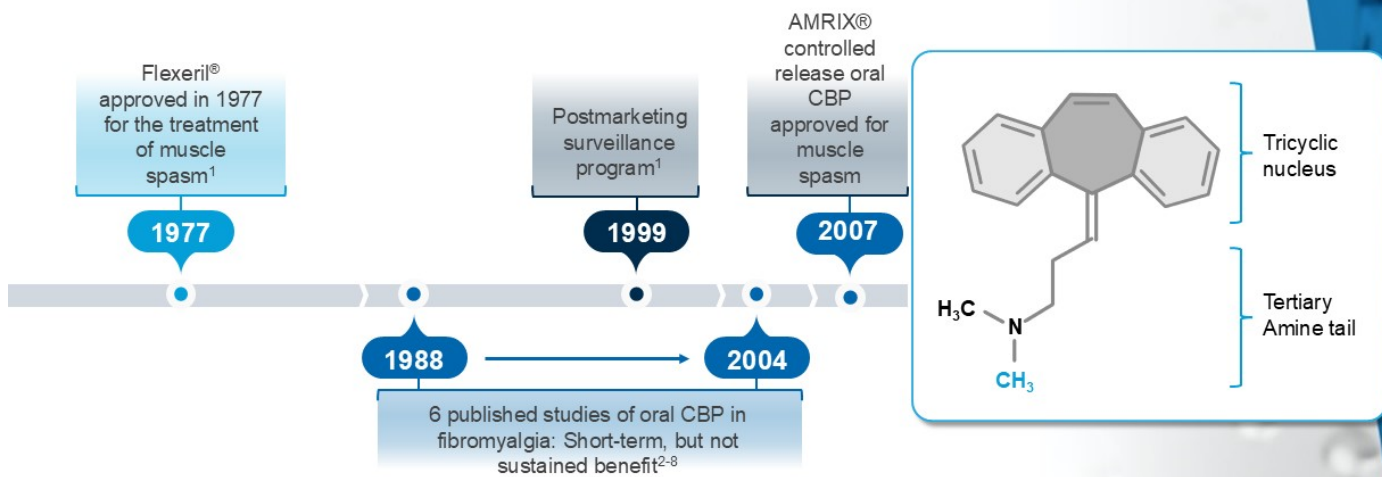 Flexeril®
approved in 1977
for the treatment
of muscle
spasm1
1977
Postmarketing
surveillance
program1
1999
AMRIX®
controlled
release oral
CBP
approved for
muscle
spasm
2007
1988
2004
6 published studies of oral CBP in
fibromyalgia: Short-term, but not
sustained benefit2-8
Tricyclic
nucleus
Tertiary
Amine tail
H3C
N
CH3